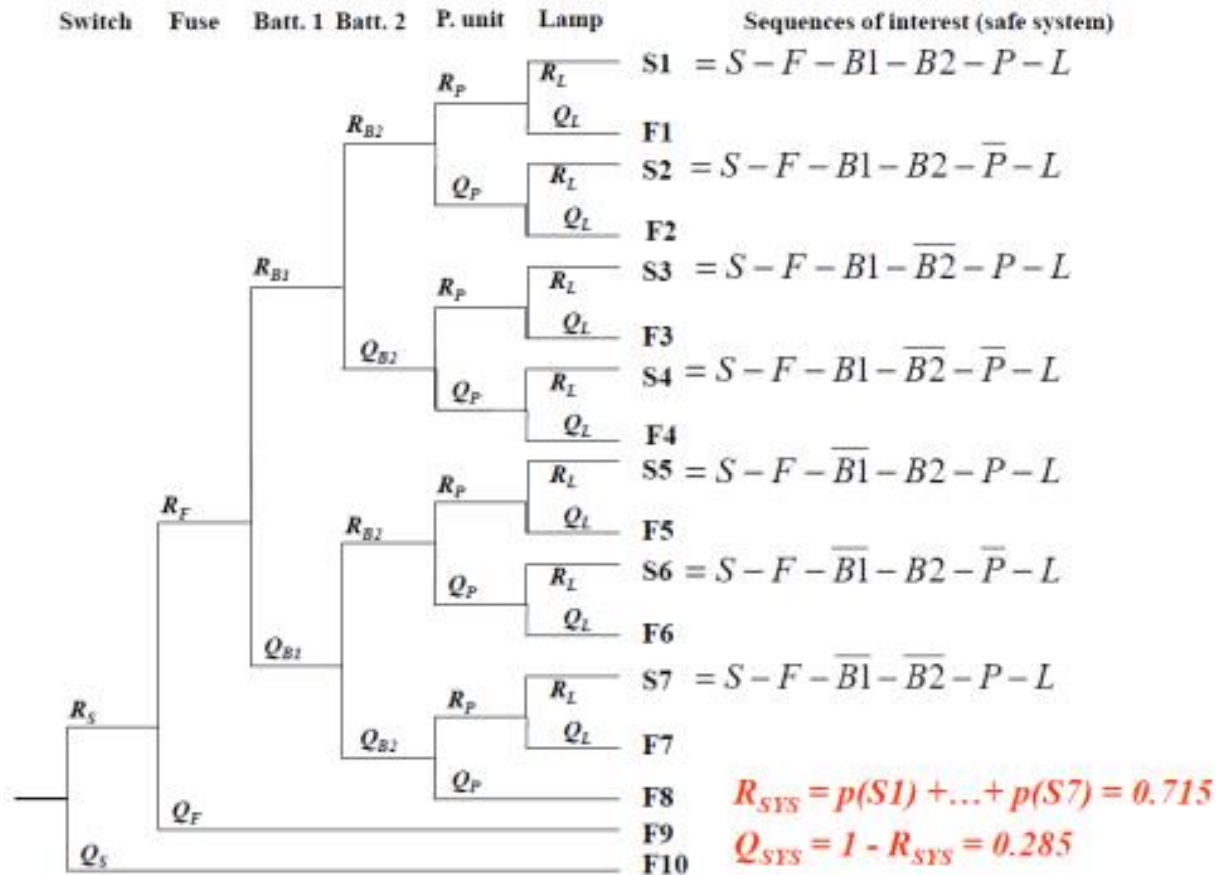 Switch Fuse Batt. 1 Batt. 2 P. unit Lamp Sequences of interest (safe system)
R_L S1 = S − F − B1 − B2 − P − L
R_P
Q_L F1
R_B2
R_L S2 = S − F − B1 − B2 − P̅ − L
Q_P
Q_L F2
R_B1
R_L S3 = S − F − B1 − B̅2̅ − P − L
R_P
Q_L F3
Q_B2
R_L S4 = S − F − B1 − B̅2̅ − P̅ − L
Q_P
Q_L F4
R_L S5 = S − F − B̅1̅ − B2 − P − L
R_P
R_F
Q_L F5
R_B2
R_L S6 = S − F − B̅1̅ − B2 − P̅ − L
Q_P
Q_L F6
Q_B1
R_L S7 = S − F − B̅1̅ − B̅2̅ − P − L
R_P
R_S
Q_L F7
Q_B2
Q_P F8 R_SYS = p(S1) +...+ p(S7) = 0.715
Q_F F9
Q_SYS = 1 - R_SYS = 0.285
Q_S F10